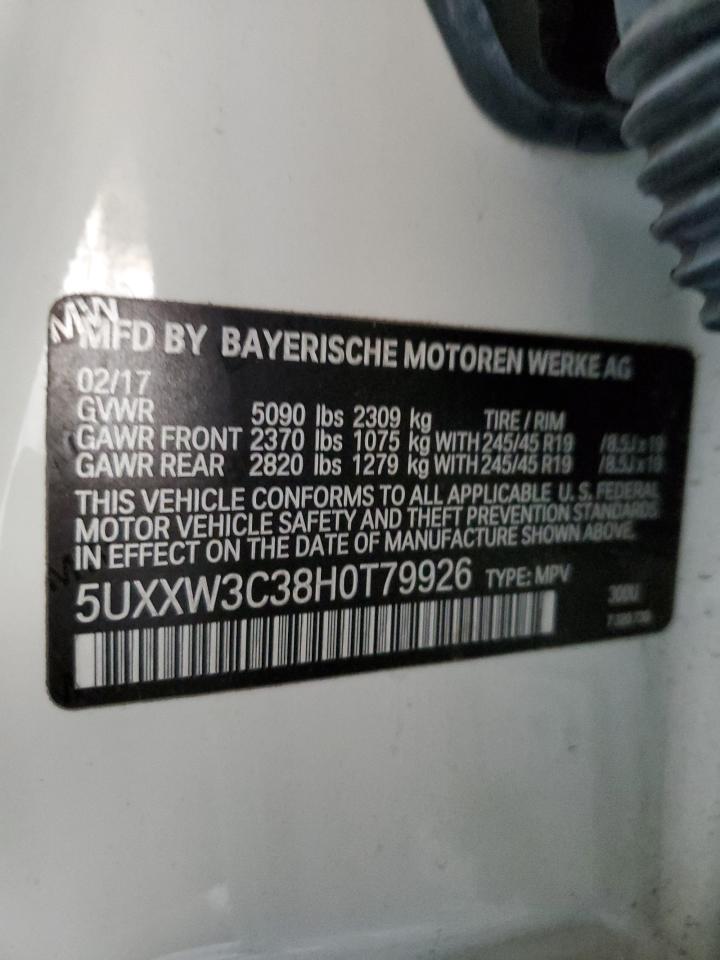 MFD BY BAYERISCHE MOTOREN WERKE AG
02/17
GVWR 5090 lbs 2309 kg TIRE / RIM
GAWR FRONT 2370 lbs 1075 kg WITH 245/45 R19 /8.5J x 19
GAWR REAR 2820 lbs 1279 kg WITH 245/45 R19 /8.5J x 19
THIS VEHICLE CONFORMS TO ALL APPLICABLE U.S. FEDERAL
MOTOR VEHICLE SAFETY AND THEFT PREVENTION STANDARDS
IN EFFECT ON THE DATE OF MANUFACTURE SHOWN ABOVE.
5UXXW3C38H0T79926 TYPE: MPV